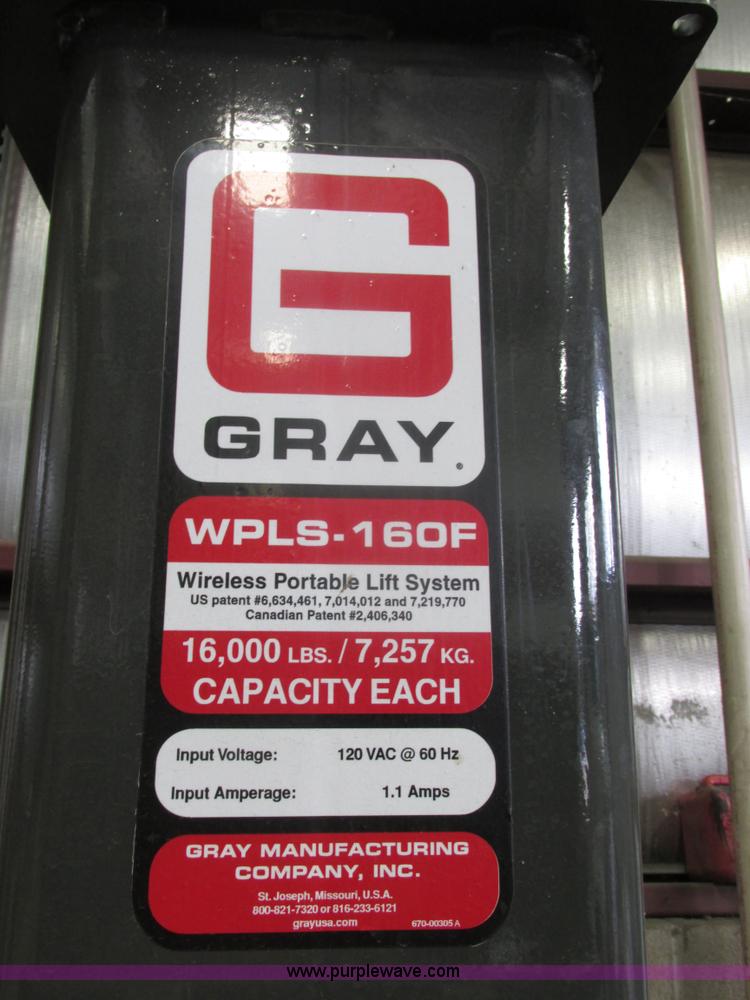 G
GRAY
WPLS-160F
Wireless Portable Lift System
US patent #6,634,461, 7,014,012 and 7,219,770
Canadian Patent #2,406,340
16,000 LBS. / 7,257 KG.
CAPACITY EACH
Input Voltage: 120 VAC @ 60 Hz
Input Amperage: 1.1 Amps
GRAY MANUFACTURING
COMPANY, INC.
St. Joseph, Missouri, U.S.A.
800-821-7320 or 816-233-6121
grayusa.com 670-00305 A
www.purplewave.com